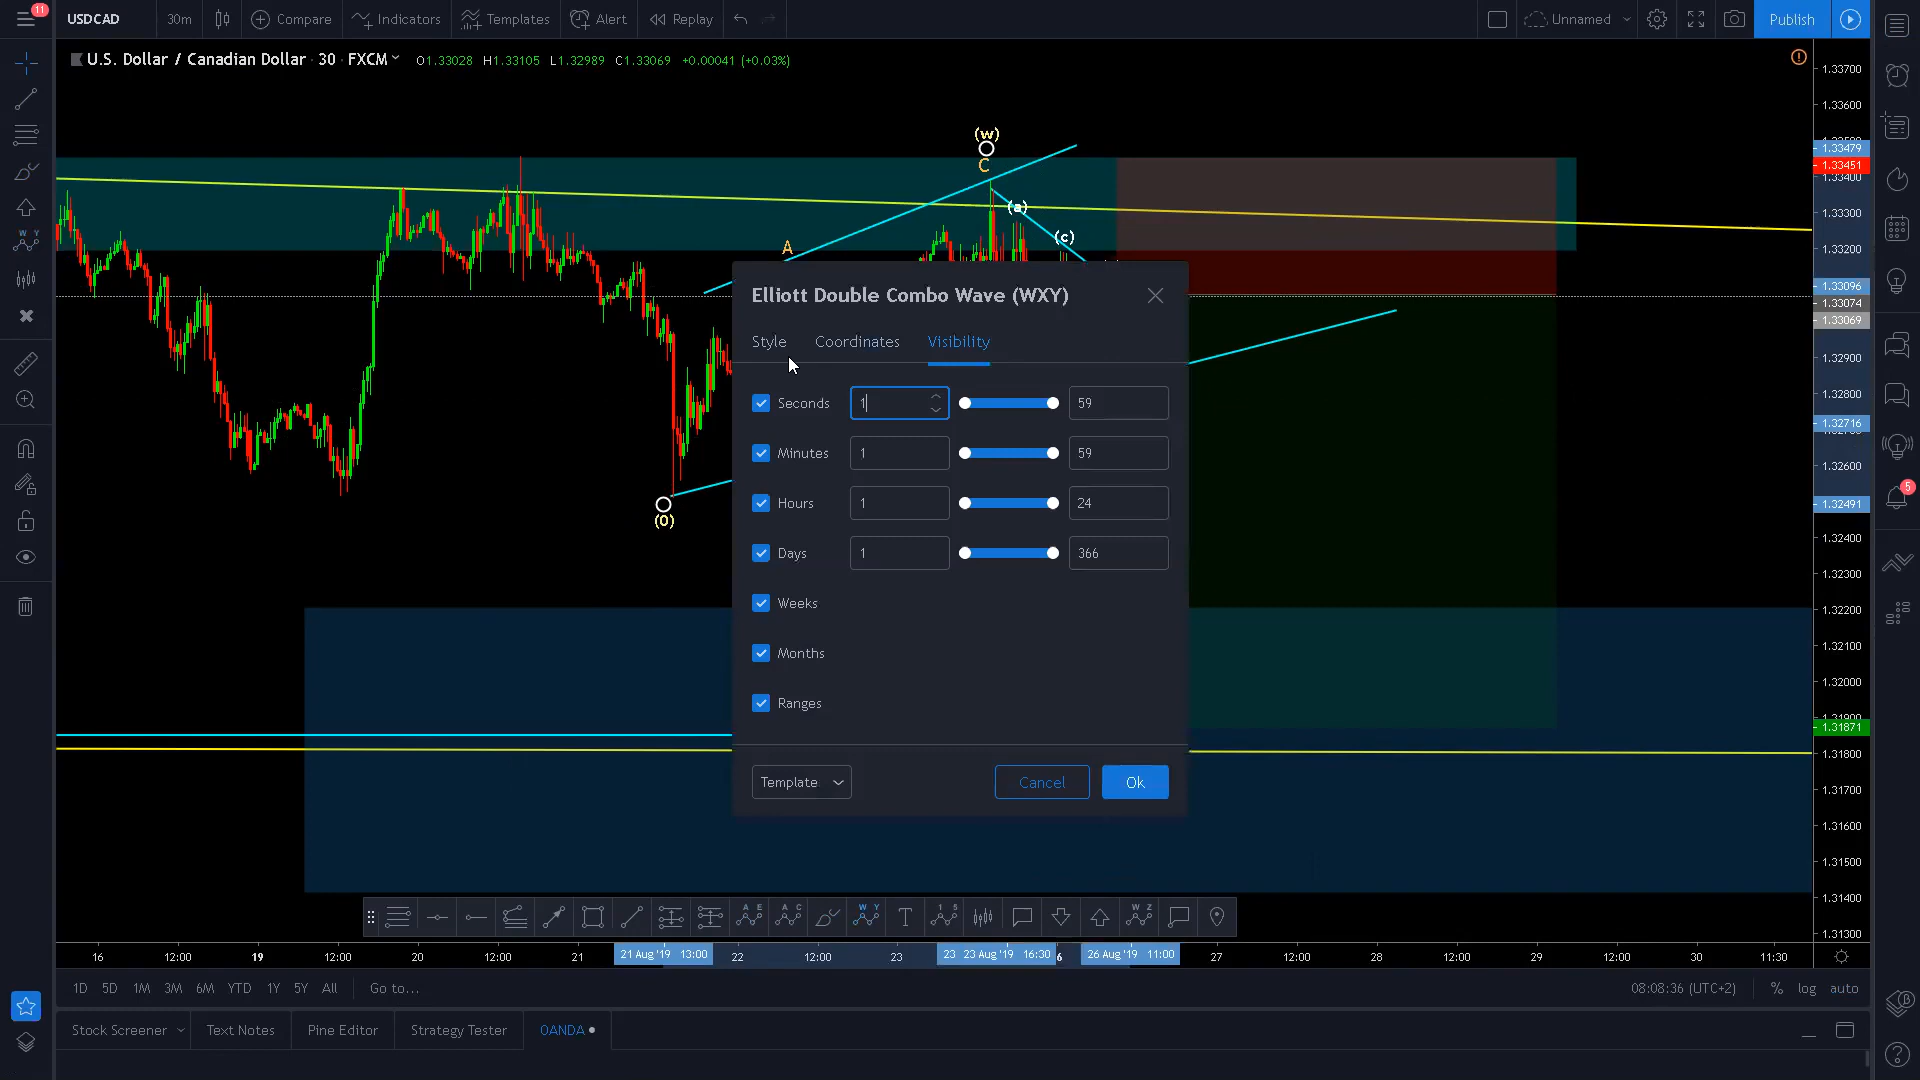 11
USDCAD 30m Compare Indicators Templates Alert Replay Unnamed Publish
U.S. Dollar / Canadian Dollar · 30 · FXCM O1.33028 H1.33105 L1.32989 C1.33069 +0.00041 (+0.03%)
1.33700
1.33600
(w)
C
1.33479
1.33451
1.33400
(a)
1.33300
(c)
A
1.33200
1.33096
1.33074
1.33069
Elliott Double Combo Wave (WXY)
Style Coordinates Visibility
1.32900
Seconds 1 59
1.32800
1.32716
Minutes 1 59
1.32600
Hours 1 24
1.32491
5
(0)
1.32400
Days 1 366
1.32300
Weeks
1.32200
1.32100
Months
1.32000
Ranges
1.31900
1.31871
1.31800
Template Cancel Ok
1.31700
1.31600
1.31500
1.31400
1.31300
A E
A C
W Y
T
1 5
W Z
16 12:00 19 12:00 20 12:00 21 21 Aug '19 13:00 22 12:00 23 23 23 Aug '19 16:30 6 26 Aug '19 11:00 27 12:00 28 12:00 29 12:00 30 11:30
1D 5D 1M 3M 6M YTD 1Y 5Y All Go to... 08:08:36 (UTC+2) % log auto
Stock Screener Text Notes Pine Editor Strategy Tester OANDA